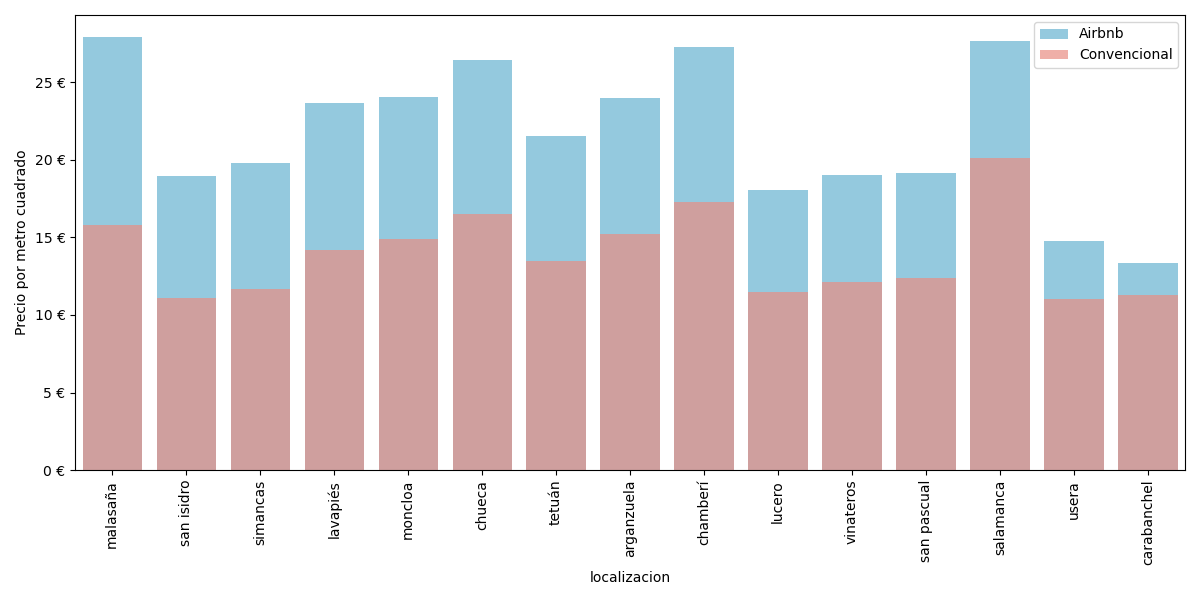 Airbnb
Convencional
Precio por metro cuadrado
25 €
20 €
15 €
10 €
5 €
0 €
malasaña
san isidro
simancas
lavapiés
moncloa
chueca
tetuán
arganzuela
chamberí
lucero
vinateros
san pascual
salamanca
usera
carabanchel
localizacion